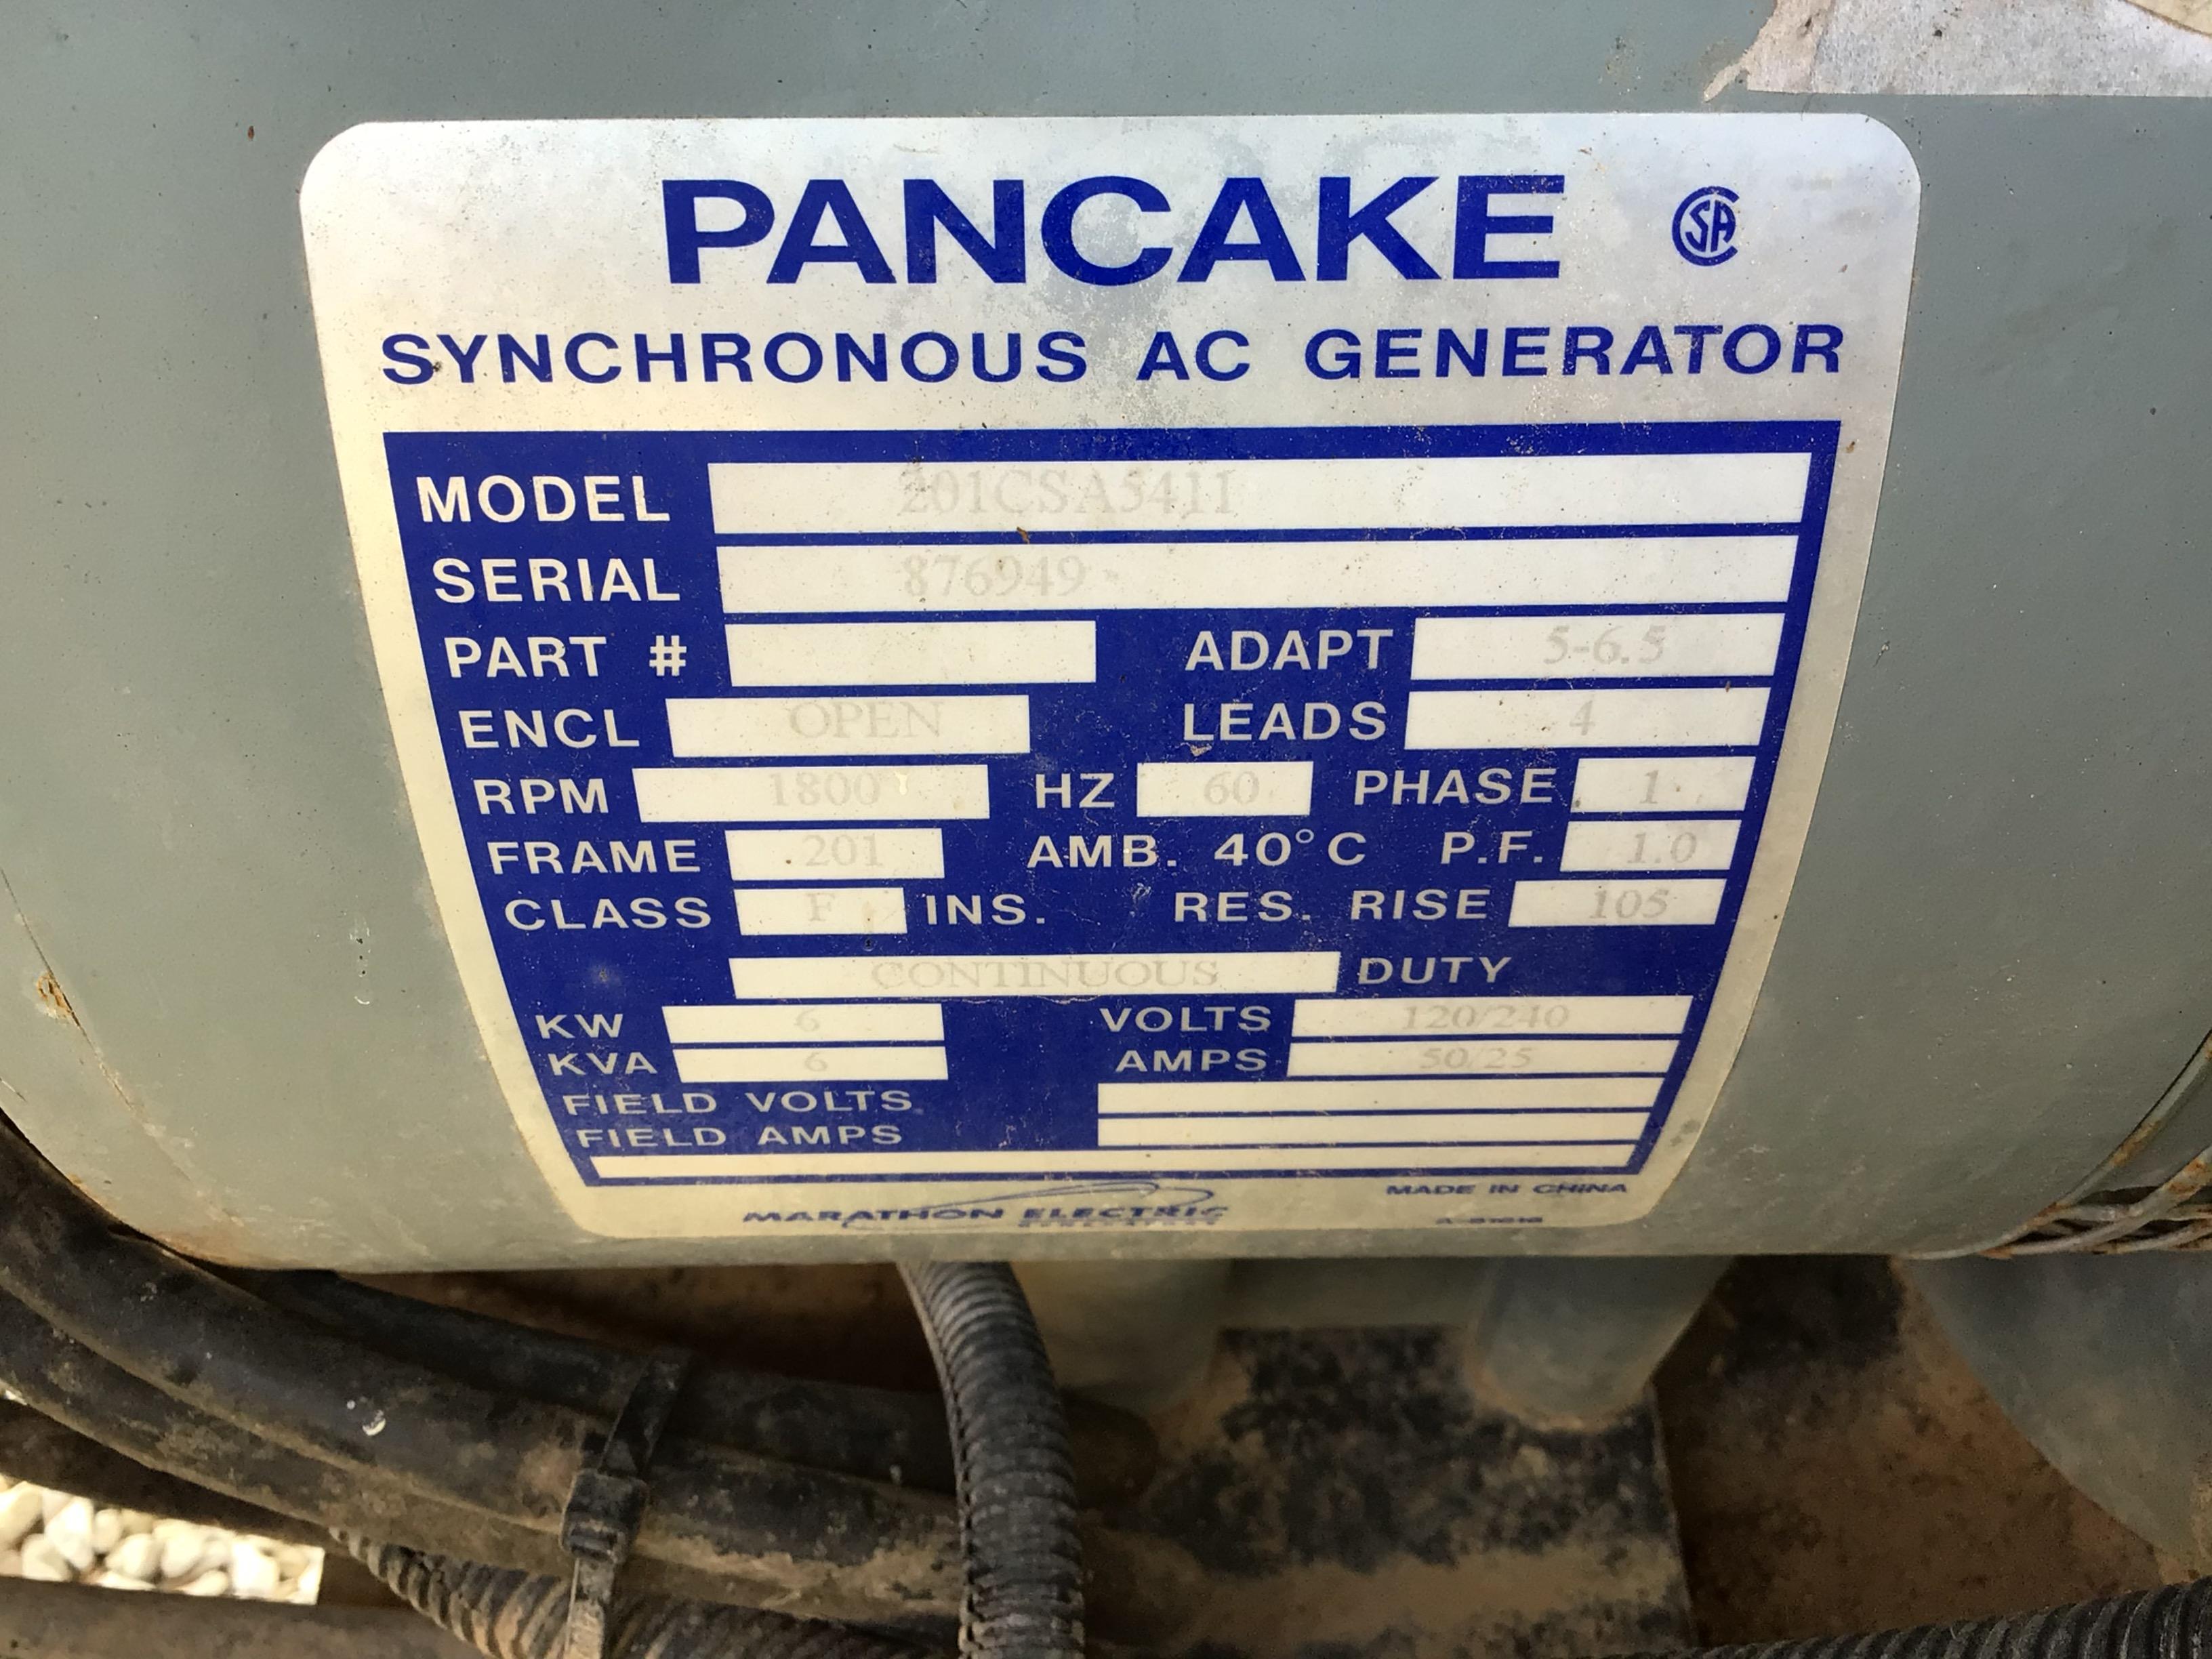 PANCAKE CSA
SYNCHRONOUS AC GENERATOR
MODEL 201CSA5411
SERIAL 876949
PART # ADAPT 5-6.5
ENCL OPEN LEADS 4
RPM 1800 HZ 60 PHASE 1
FRAME 201 AMB. 40°C P.F. 1.0
CLASS F INS. RES. RISE 105
CONTINUOUS DUTY
KW 6 VOLTS 120/240
KVA 6 AMPS 50/25
FIELD VOLTS
FIELD AMPS
MADE IN CHINA
MARATHON ELECTRIC